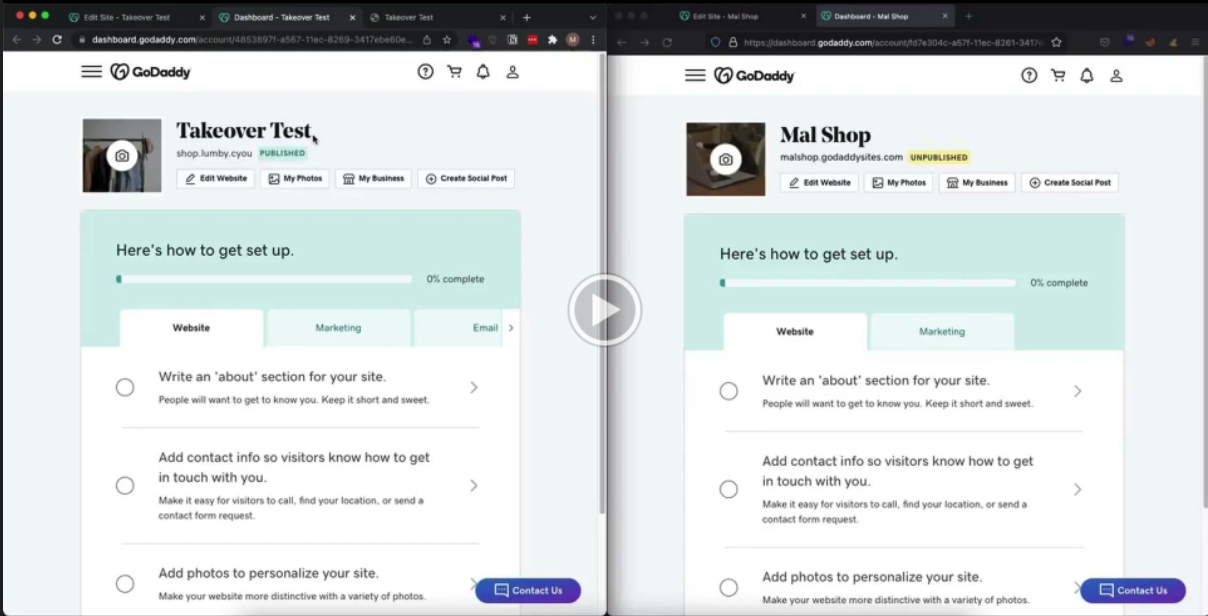 Edit Site - Takeover Test
Dashboard - Takeover Test
Takeover Test
dashboard.godaddy.com/account/4853897f-a567-11ec-8269-3417ebe60e...
M
GoDaddy
Takeover Test
shop.lumby.cyou PUBLISHED
Edit Website
My Photos
My Business
Create Social Post
Here's how to get set up.
0% complete
Website
Marketing
Email
Write an 'about' section for your site.
People will want to get to know you. Keep it short and sweet.
Add contact info so visitors know how to get
in touch with you.
Make it easy for visitors to call, find your location, or send a
contact form request.
Add photos to personalize your site.
Make your website more distinctive with a variety of photos.
Contact Us
Edit Site - Mal Shop
Dashboard - Mal Shop
https://dashboard.godaddy.com/account/fd7e304c-a57f-11ec-8261-3417
GoDaddy
Mal Shop
malshop.godaddysites.com UNPUBLISHED
Edit Website
My Photos
My Business
Create Social Post
Here's how to get set up.
0% complete
Website
Marketing
Write an 'about' section for your site.
People will want to get to know you. Keep it short and sweet.
Add contact info so visitors know how to get
in touch with you.
Make it easy for visitors to call, find your location, or send a
contact form request.
Add photos to personalize your site.
Make your website more distinctive with a variety of photos.
Contact Us